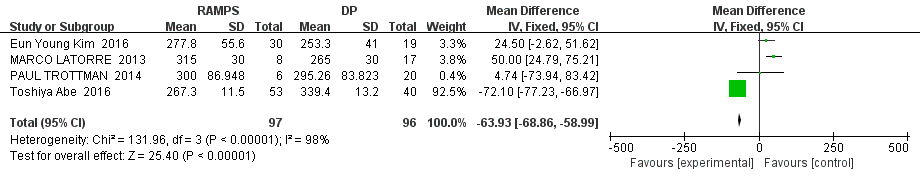 RAMPS DP Mean Difference Mean Difference
Study or Subgroup Mean SD Total Mean SD Total Weight IV, Fixed, 95% CI IV, Fixed, 95% CI
Eun Young Kim 2016 277.8 55.6 30 253.3 41 19 3.3% 24.50 [-2.62, 51.62]
MARCO LATORRE 2013 315 30 8 265 30 17 3.8% 50.00 [24.79, 75.21]
PAUL TROTTMAN 2014 300 86.948 6 295.26 83.823 20 0.4% 4.74 [-73.94, 83.42]
Toshiya Abe 2016 267.3 11.5 53 339.4 13.2 40 92.5% -72.10 [-77.23, -66.97]
Total (95% CI) 97 96 100.0% -63.93 [-68.86, -58.99]
Heterogeneity: Chi² = 131.96, df = 3 (P < 0.00001); I² = 98%
Test for overall effect: Z = 25.40 (P < 0.00001)
-500 -250 0 250 500
Favours [experimental] Favours [control]